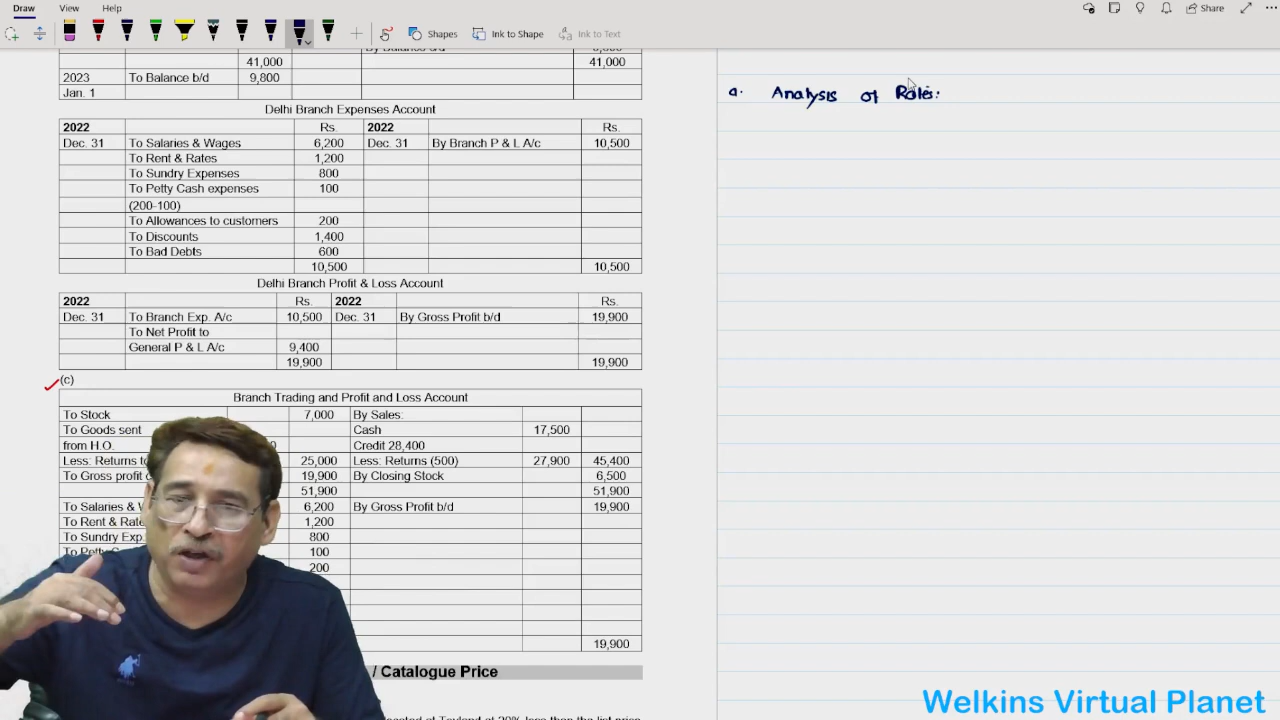 Draw View Help
Share
Shapes Ink to Shape Ink to Text
41,000 41,000
2023 To Balance b/d 9,800
Jan. 1
Delhi Branch Expenses Account
2022 Rs. 2022 Rs.
Dec. 31 To Salaries & Wages 6,200 Dec. 31 By Branch P & L A/c 10,500
To Rent & Rates 1,200
To Sundry Expenses 800
To Petty Cash expenses 100
(200-100)
To Allowances to customers 200
To Discounts 1,400
To Bad Debts 600
10,500 10,500
Delhi Branch Profit & Loss Account
2022 Rs. 2022 Rs.
Dec. 31 To Branch Exp. A/c 10,500 Dec. 31 By Gross Profit b/d 19,900
To Net Profit to
General P & L A/c 9,400
19,900 19,900
(c)
Branch Trading and Profit and Loss Account
To Stock 7,000 By Sales:
To Goods sent Cash 17,500
from H.O. Credit 28,400
Less: Returns 25,000 Less: Returns (500) 27,900 45,400
To Gross profit 19,900 By Closing Stock 6,500
51,900 51,900
To Salaries & 6,200 By Gross Profit b/d 19,900
To Rent & 1,200
To Sundry Exp. 800
100
200
19,900
/ Catalogue Price
at 20% less than the list price
a. Analysis of Roles:
Welkins Virtual Planet